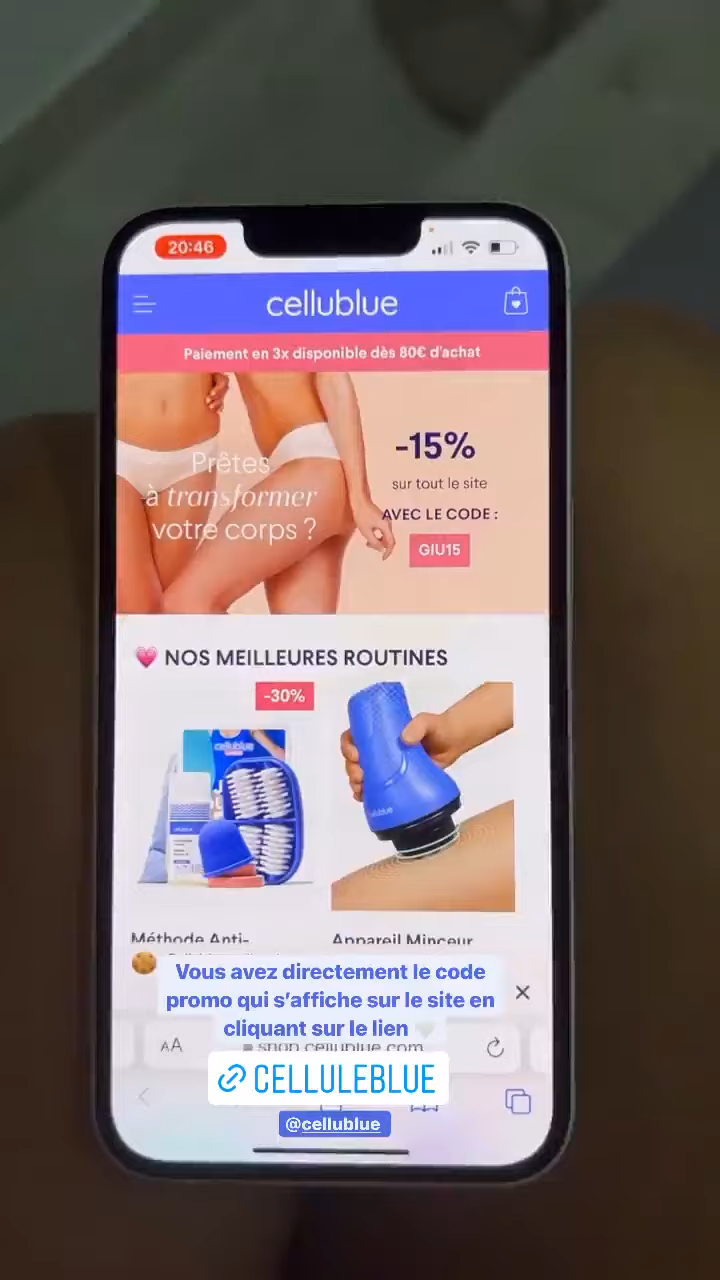 20:46
cellublue
Paiement en 3x disponible dès 80€ d'achat
Prêtes
à transformer
votre corps ?
-15%
sur tout le site
AVEC LE CODE :
GIU15
💗 NOS MEILLEURES ROUTINES
-30%
cellublue
Méthode Anti-
Appareil Minceur
Vous avez directement le code
promo qui s'affiche sur le site en
cliquant sur le lien
AA
shop.cellublue.com
CELLULEBLUE
@cellublue